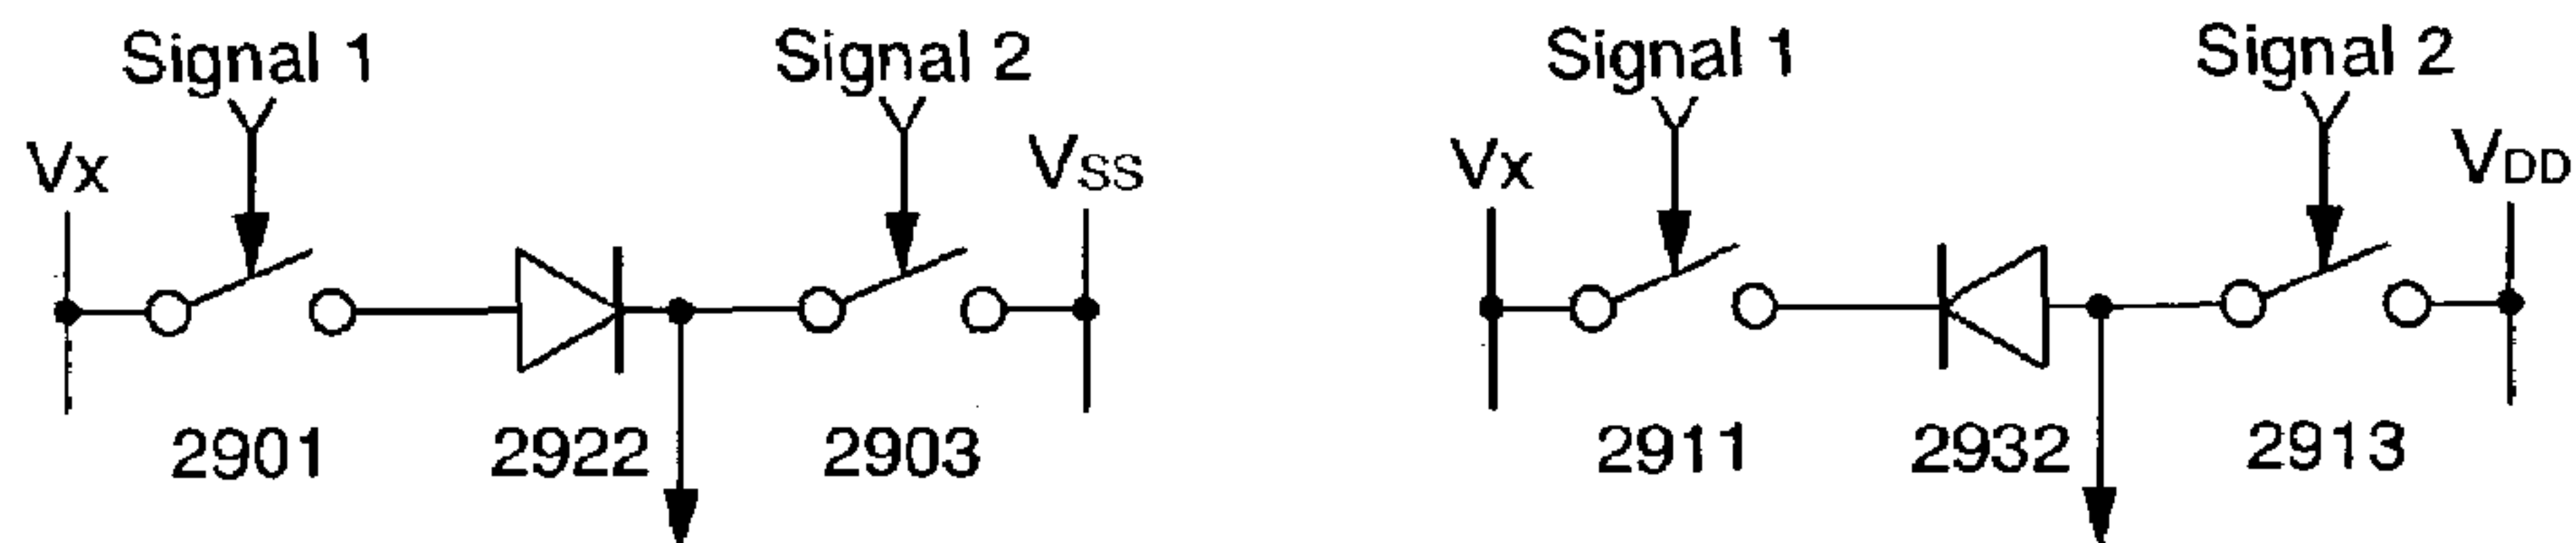 Signal 1 Signal 2 Signal 1 Signal 2
Vx VSS Vx VDD
2901 2922 2903 2911 2932 2913